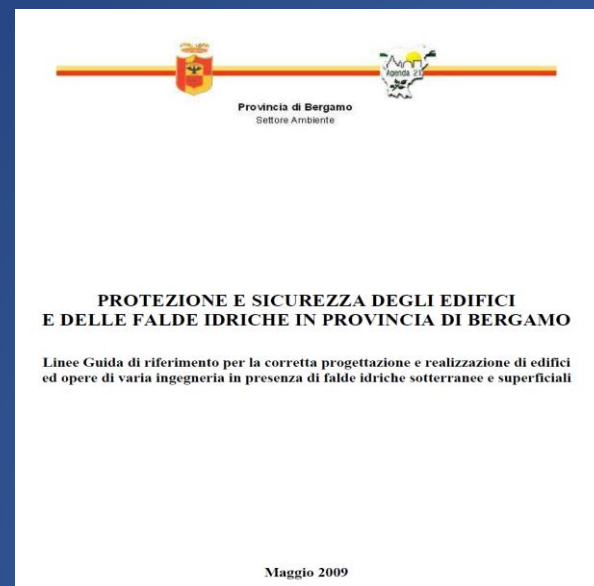 Agenda 21
Provincia di Bergamo
Settore Ambiente
PROTEZIONE E SICUREZZA DEGLI EDIFICI
E DELLE FALDE IDRICHE IN PROVINCIA DI BERGAMO
Linee Guida di riferimento per la corretta progettazione e realizzazione di edifici
ed opere di varia ingegneria in presenza di falde idriche sotterranee e superficiali
Maggio 2009